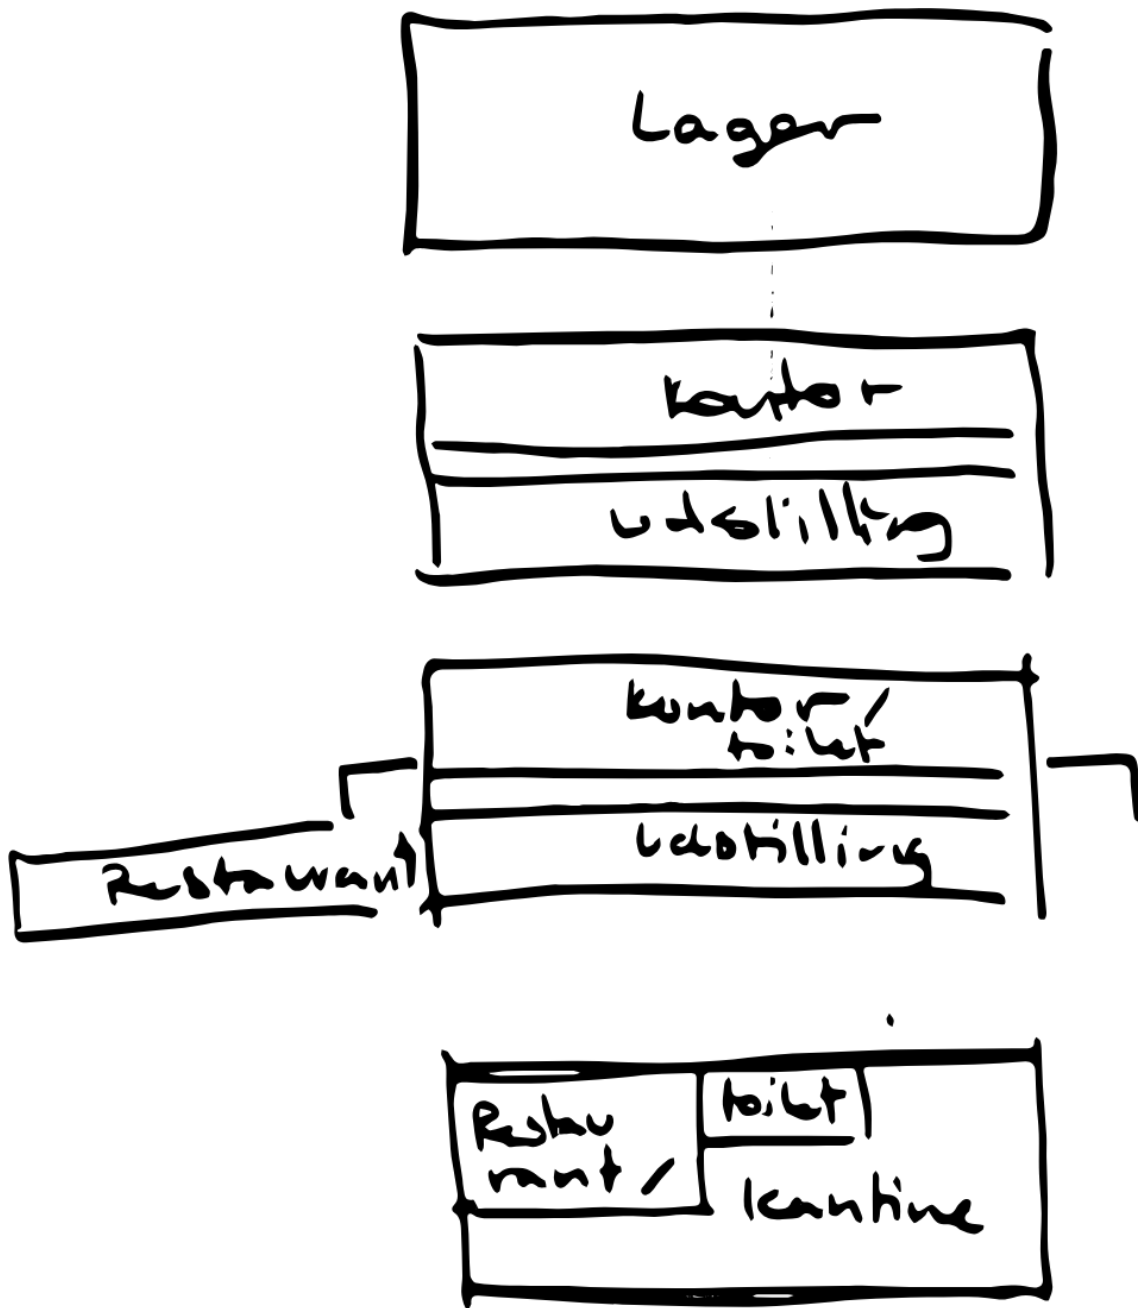 Lager
kontor
udstilling
kontor/
toilet
udstilling
Restaurant
toilet
Restau
rant/
kantine